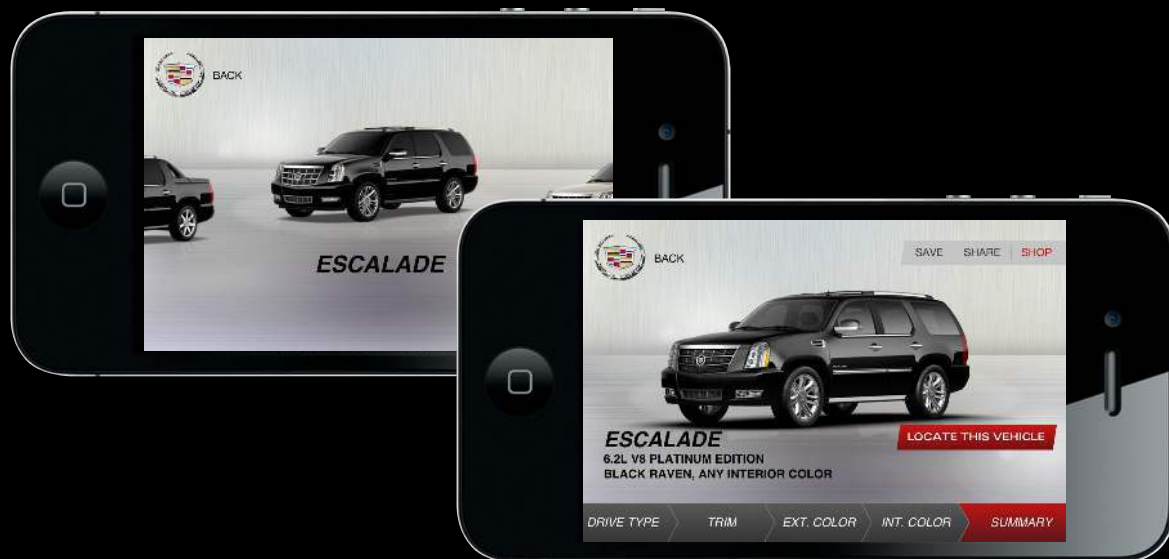 BACK
ESCALADE
BACK
SAVE SHARE SHOP
ESCALADE
LOCATE THIS VEHICLE
6.2L V8 PLATINUM EDITION
BLACK RAVEN, ANY INTERIOR COLOR
DRIVE TYPE TRIM EXT. COLOR INT. COLOR SUMMARY